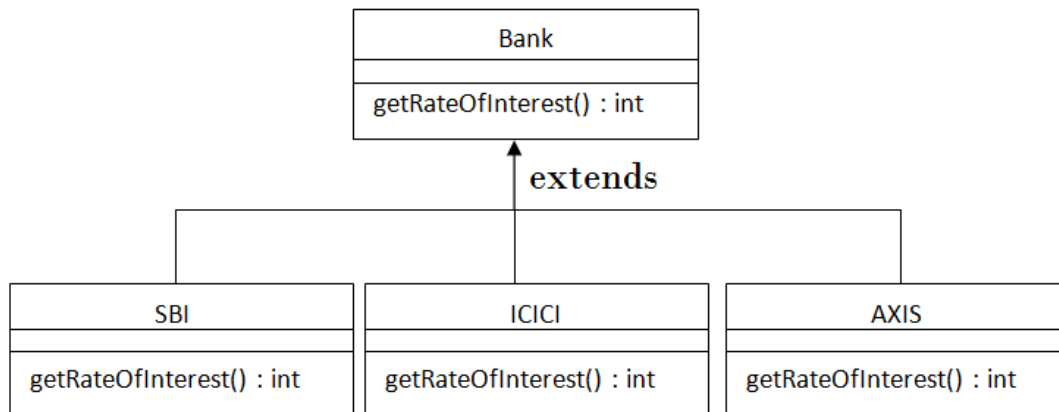 Bank
getRateOfInterest() : int
extends
SBI
getRateOfInterest() : int
ICICI
getRateOfInterest() : int
AXIS
getRateOfInterest() : int